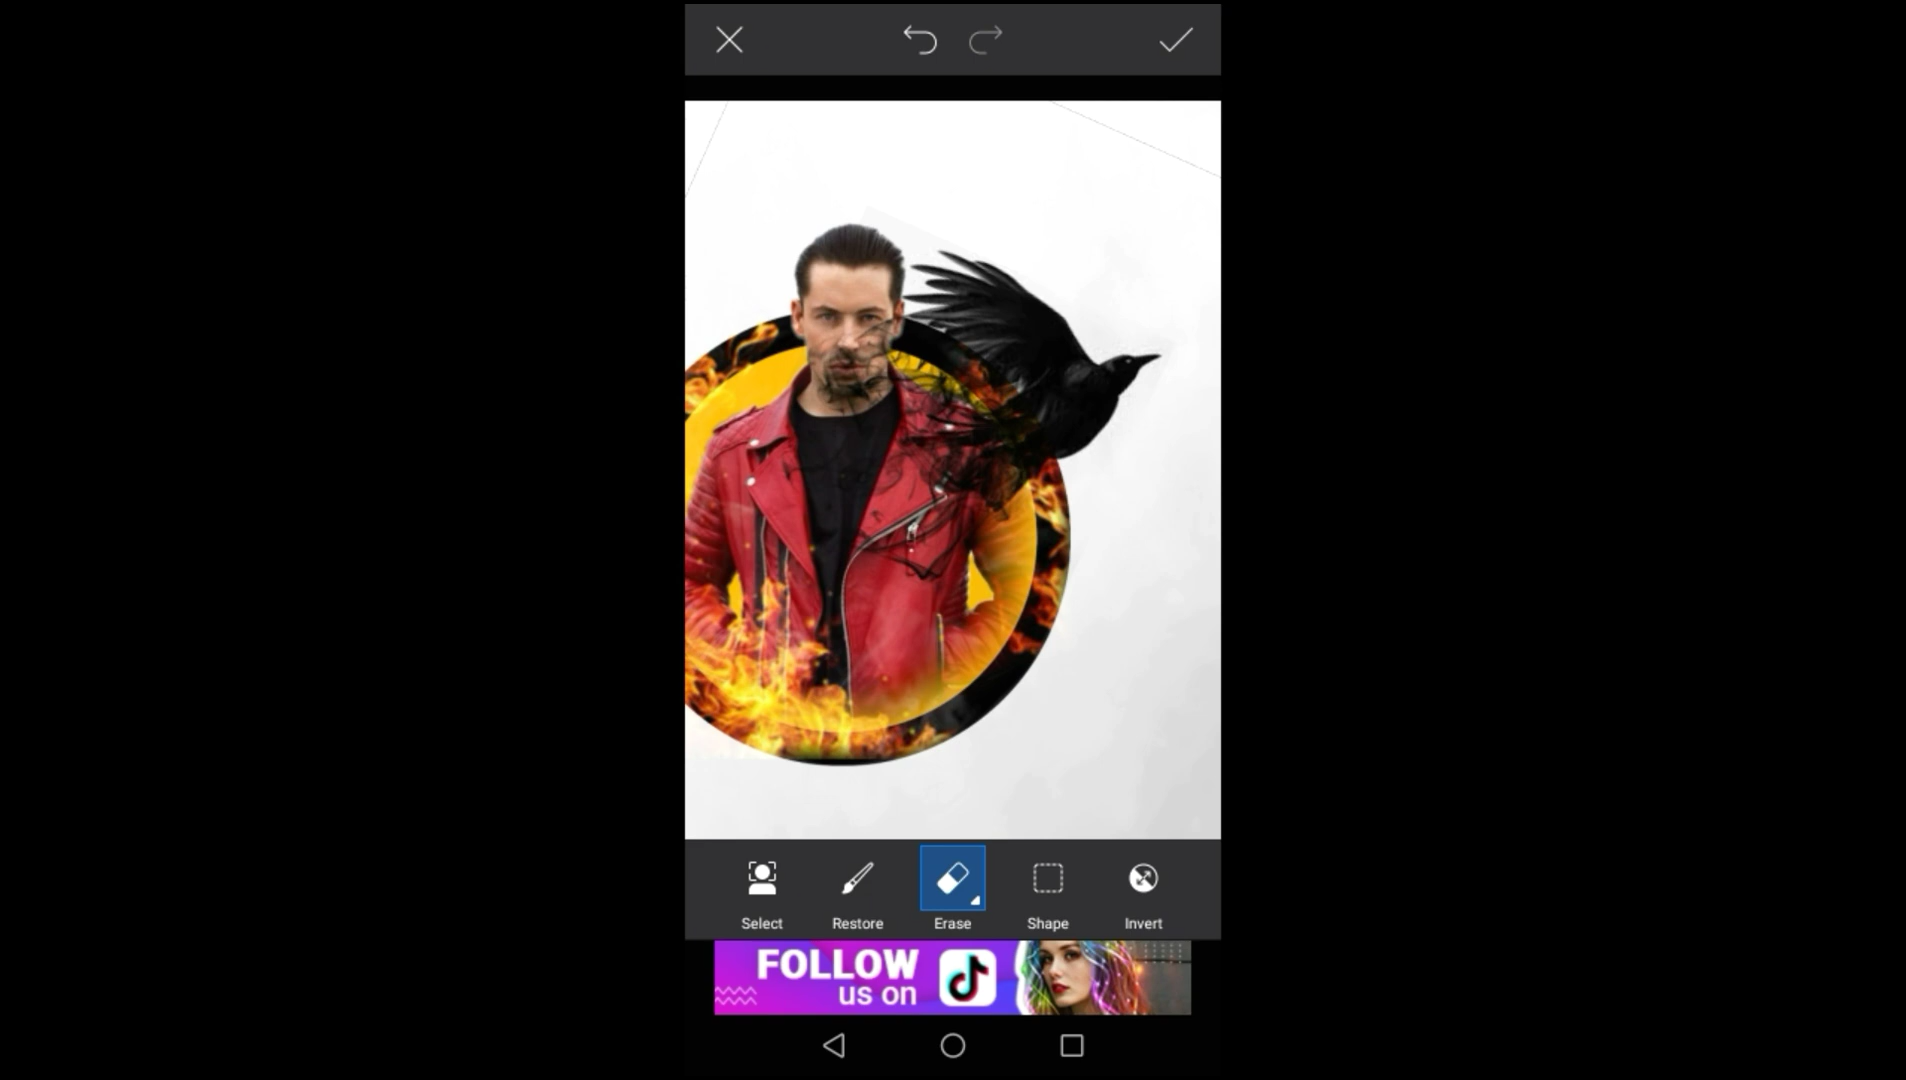 Select
Restore
Erase
Shape
Invert
FOLLOW
us on